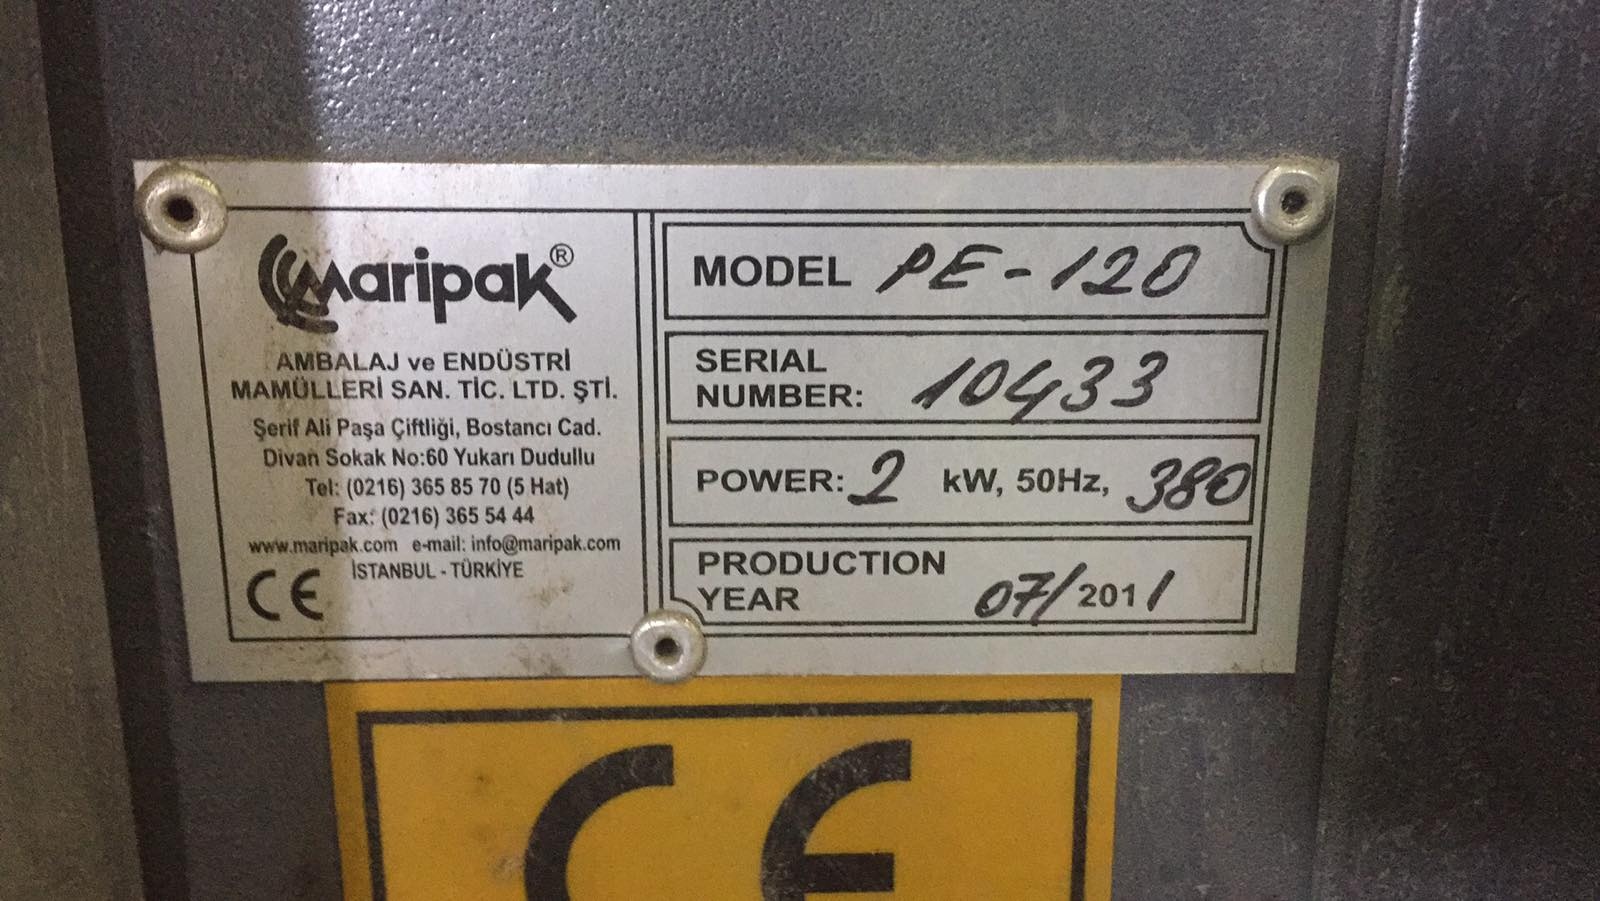 Maripak®
AMBALAJ ve ENDÜSTRİ
MAMÜLLERİ SAN. TİC. LTD. ŞTİ.
Şerif Ali Paşa Çiftliği, Bostancı Cad.
Divan Sokak No:60 Yukarı Dudullu
Tel: (0216) 365 85 70 (5 Hat)
Fax: (0216) 365 54 44
www.maripak.com e-mail: info@maripak.com
İSTANBUL - TÜRKİYE
CE
MODEL PE-120
SERIAL
NUMBER: 10433
POWER: 2 kW, 50Hz, 380
PRODUCTION
YEAR 07/2011
CE